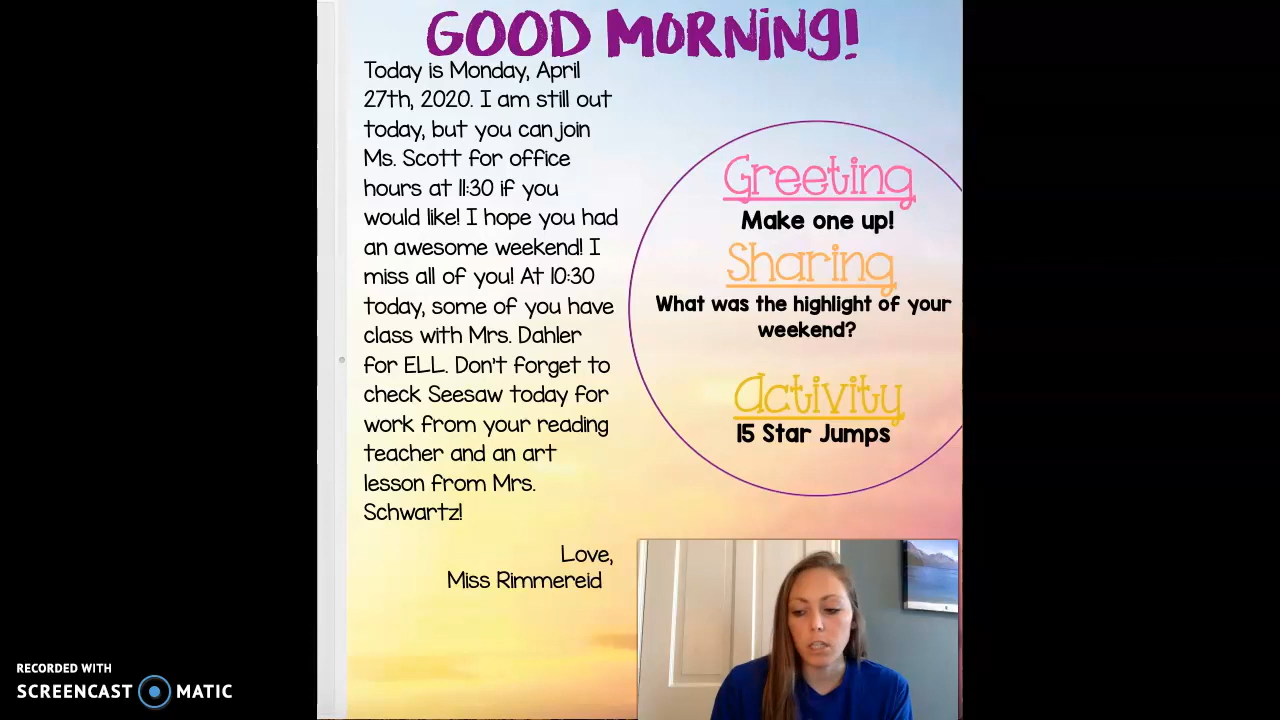 GOOD MORNING!
Today is Monday, April
27th, 2020. I am still out
today, but you can join
Ms. Scott for office
hours at 11:30 if you
would like! I hope you had
an awesome weekend! I
miss all of you! At 10:30
today, some of you have
class with Mrs. Dahler
for ELL. Don't forget to
check Seesaw today for
work from your reading
teacher and an art
lesson from Mrs.
Schwartz!
Love,
Miss Rimmereid
Greeting
Make one up!
Sharing
What was the highlight of your
weekend?
Activity
15 Star Jumps
RECORDED WITH
SCREENCAST MATIC